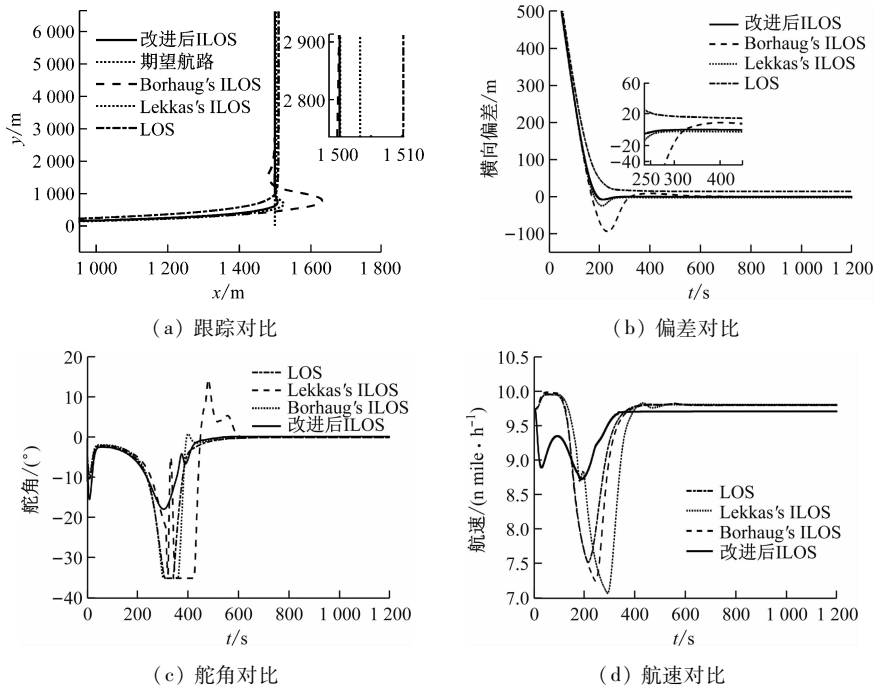 6 000
5 000
4 000
3 000
2 000
1 000
0
y/m
改进后ILOS
期望航路
Borhaug's ILOS
Lekkas's ILOS
LOS
2 900
2 800
1 500
1 510
1 000
1 200
1 400
1 600
1 800
x/m
(a) 跟踪对比
500
400
300
200
100
0
−100
横向偏差/m
改进后ILOS
Borhaug's ILOS
Lekkas's ILOS
LOS
60
20
−20
−40
250
300
400
0
200
400
600
800
1 000
1 200
t/s
(b) 偏差对比
20
10
0
−10
−20
−30
−40
舵角/(°)
LOS
Lekkas's ILOS
Borhaug's ILOS
改进后ILOS
0
200
400
600
800
1 000
1 200
t/s
(c) 舵角对比
10.5
10.0
9.5
9.0
8.5
8.0
7.5
7.0
航速/(n mile·h⁻¹)
LOS
Lekkas's ILOS
Borhaug's ILOS
改进后ILOS
0
200
400
600
800
1 000
1 200
t/s
(d) 航速对比